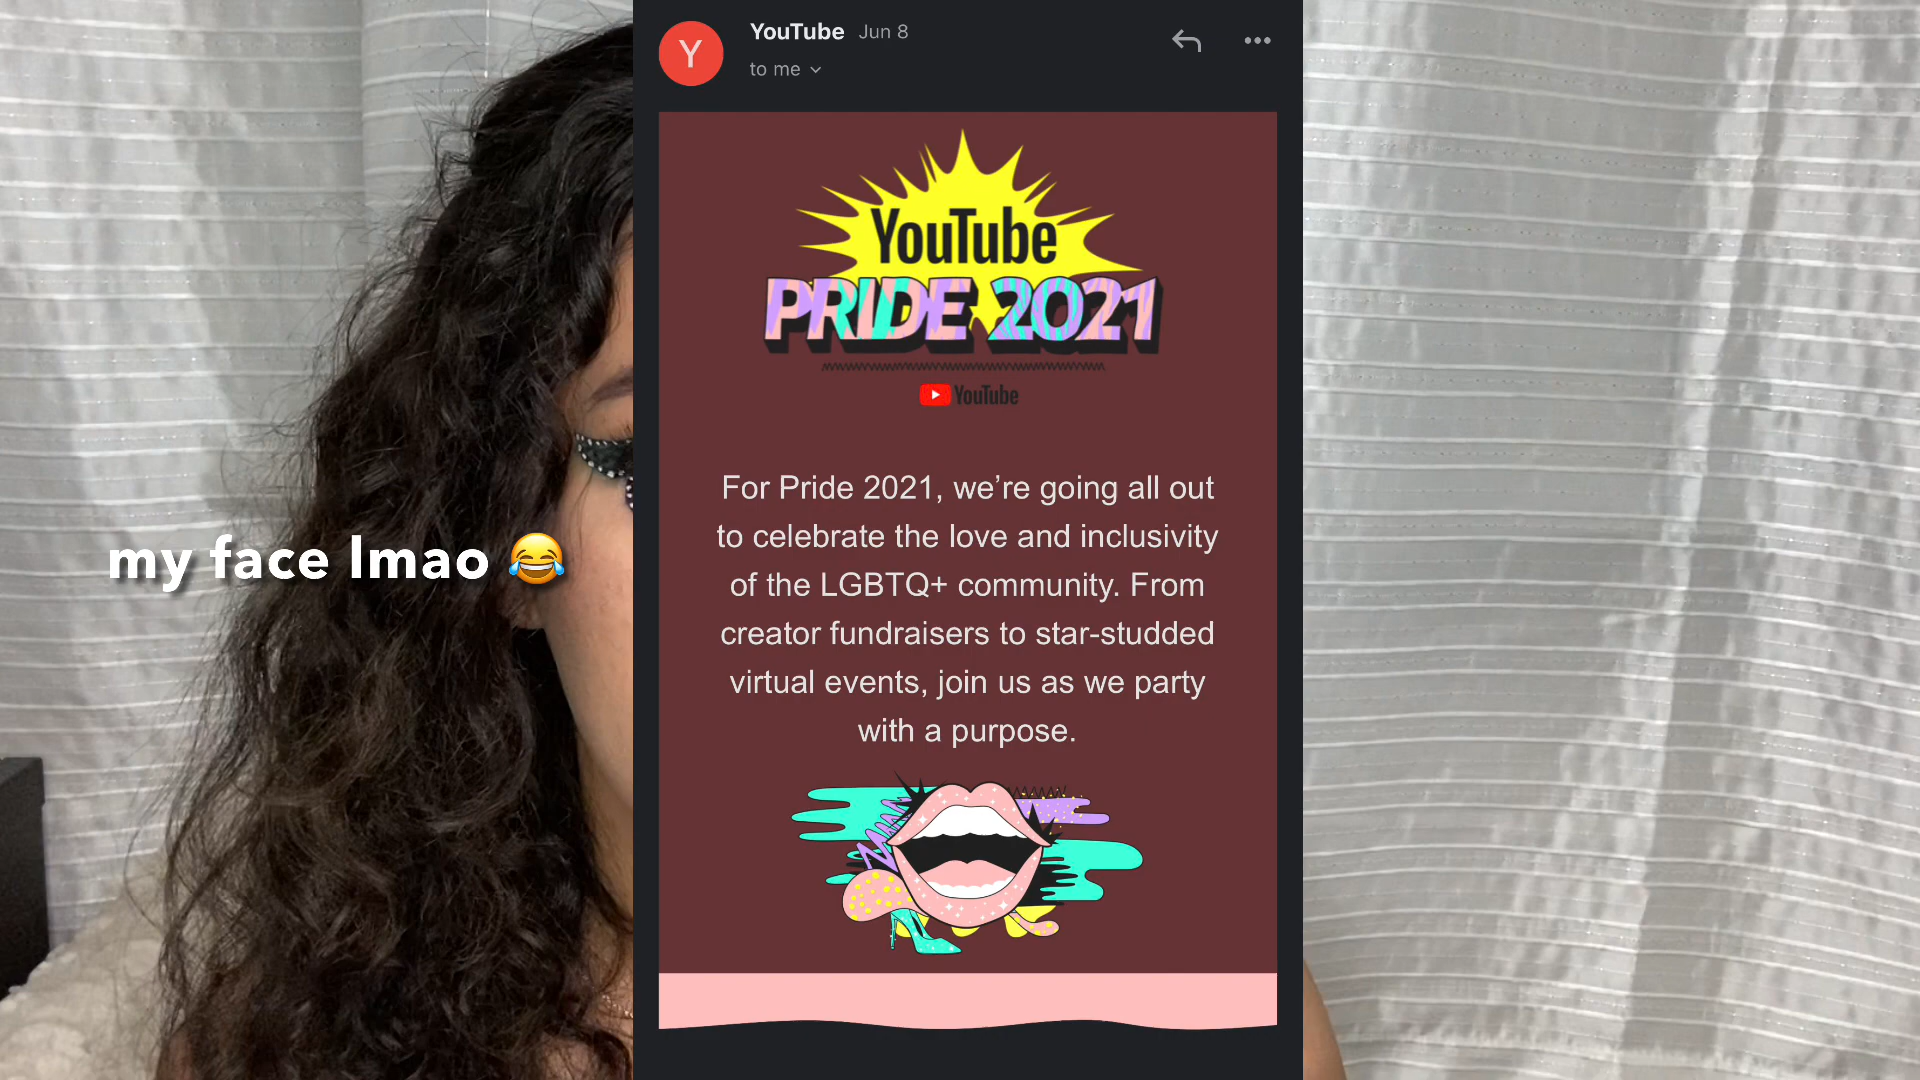 Y
YouTube Jun 8
to me
YouTube
PRIDE 2021
YouTube
For Pride 2021, we’re going all out
to celebrate the love and inclusivity
of the LGBTQ+ community. From
creator fundraisers to star-studded
virtual events, join us as we party
with a purpose.
my face lmao 😂